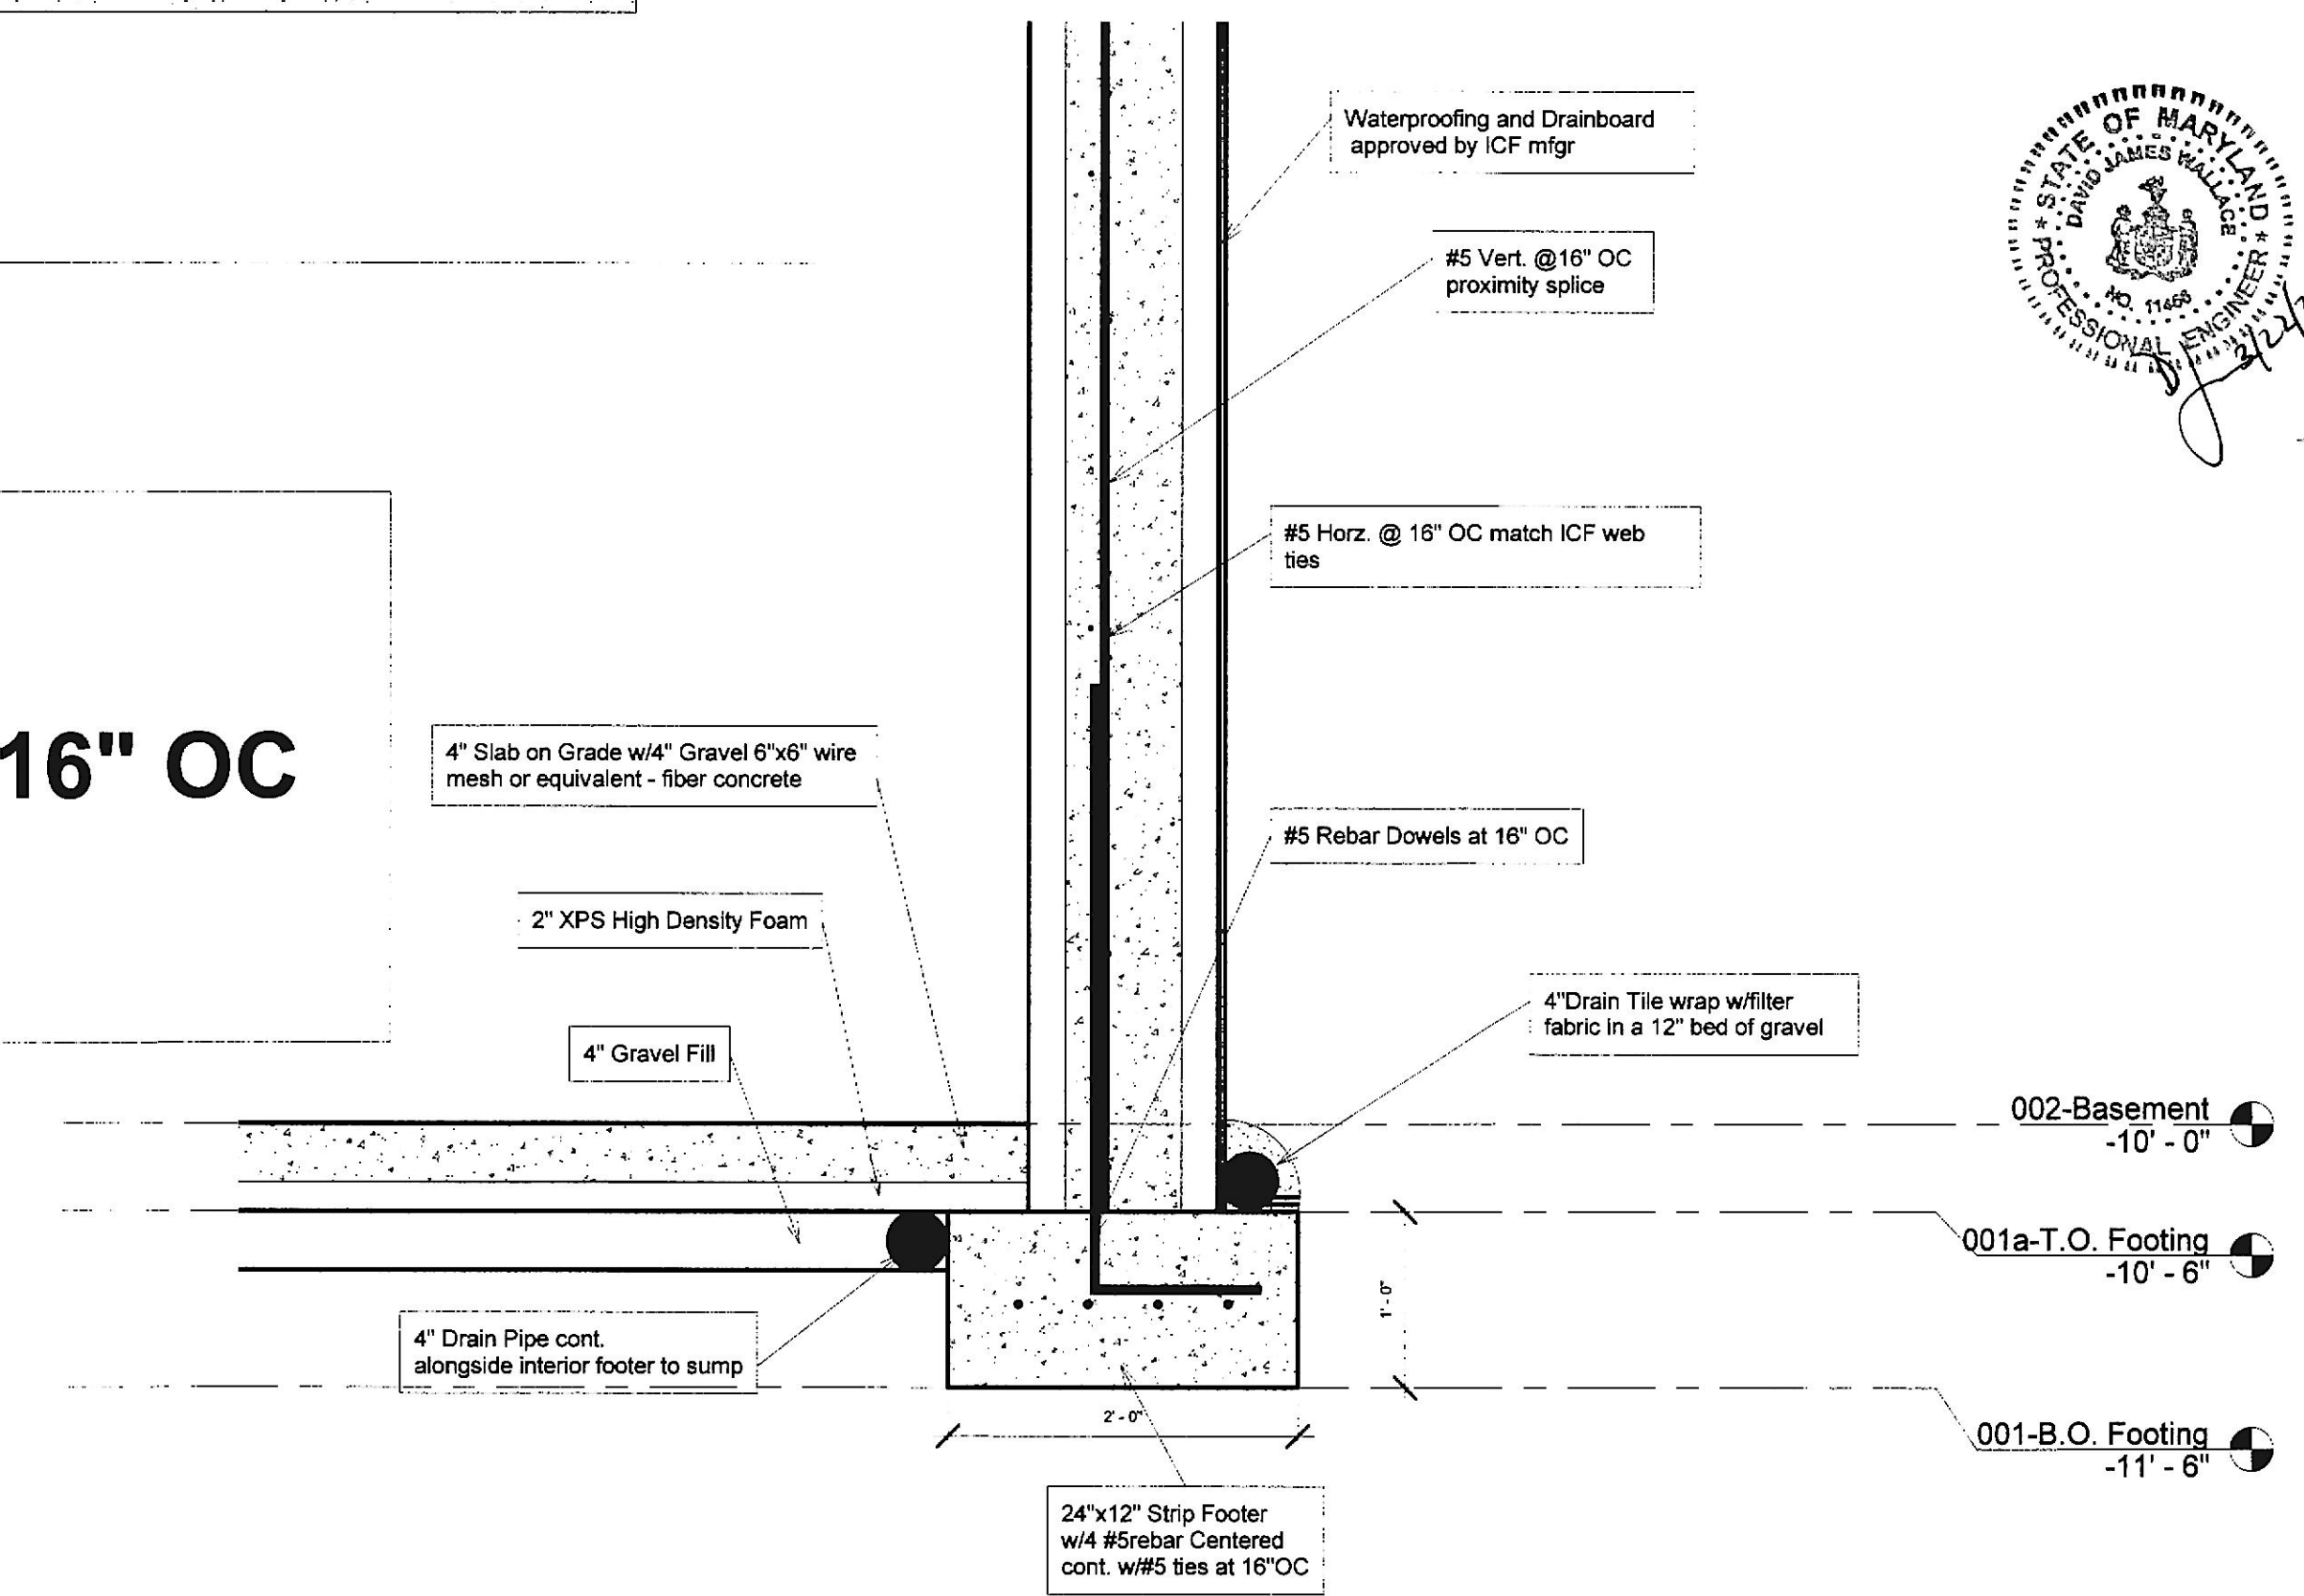 Waterproofing and Drainboard
approved by ICF mfgr
#5 Vert. @16" OC
proximity splice
#5 Horz. @ 16" OC match ICF web
ties
16" OC
4" Slab on Grade w/4" Gravel 6"x6" wire
mesh or equivalent - fiber concrete
#5 Rebar Dowels at 16" OC
2" XPS High Density Foam
4"Drain Tile wrap w/filter
fabric in a 12" bed of gravel
4" Gravel Fill
002-Basement
-10' - 0"
001a-T.O. Footing
-10' - 6"
1' - 0"
4" Drain Pipe cont.
alongside interior footer to sump
2' - 0"
001-B.O. Footing
-11' - 6"
24"x12" Strip Footer
w/4 #5rebar Centered
cont. w/#5 ties at 16"OC
STATE OF MARYLAND
DAVID JAMES WALLACE
NO. 11468
PROFESSIONAL ENGINEER
3/22/